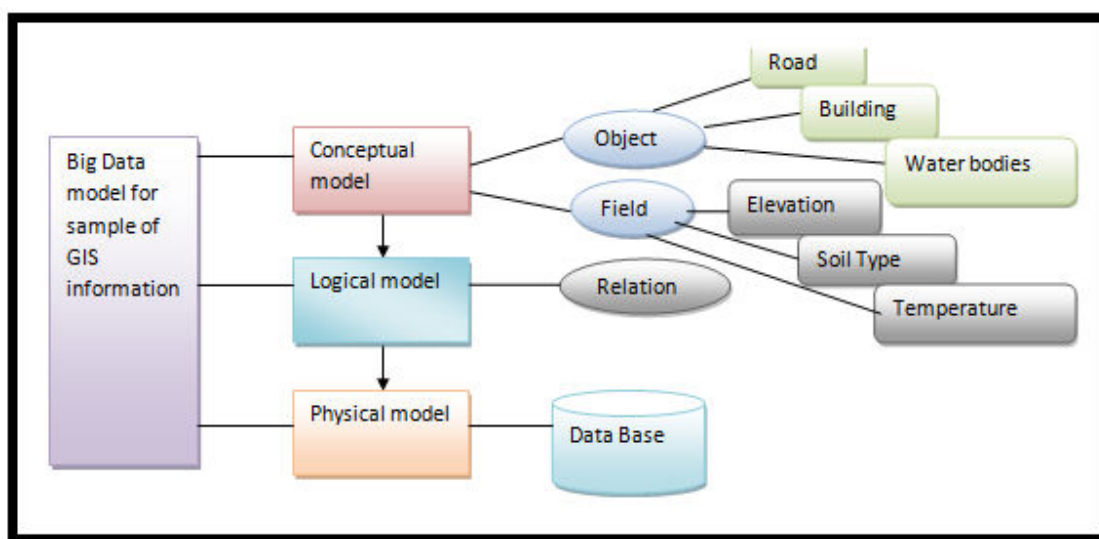 Big Data
model for
sample of
GIS
information
Conceptual
model
Logical model
Physical model
Object
Field
Relation
Data Base
Road
Building
Water bodies
Elevation
Soil Type
Temperature